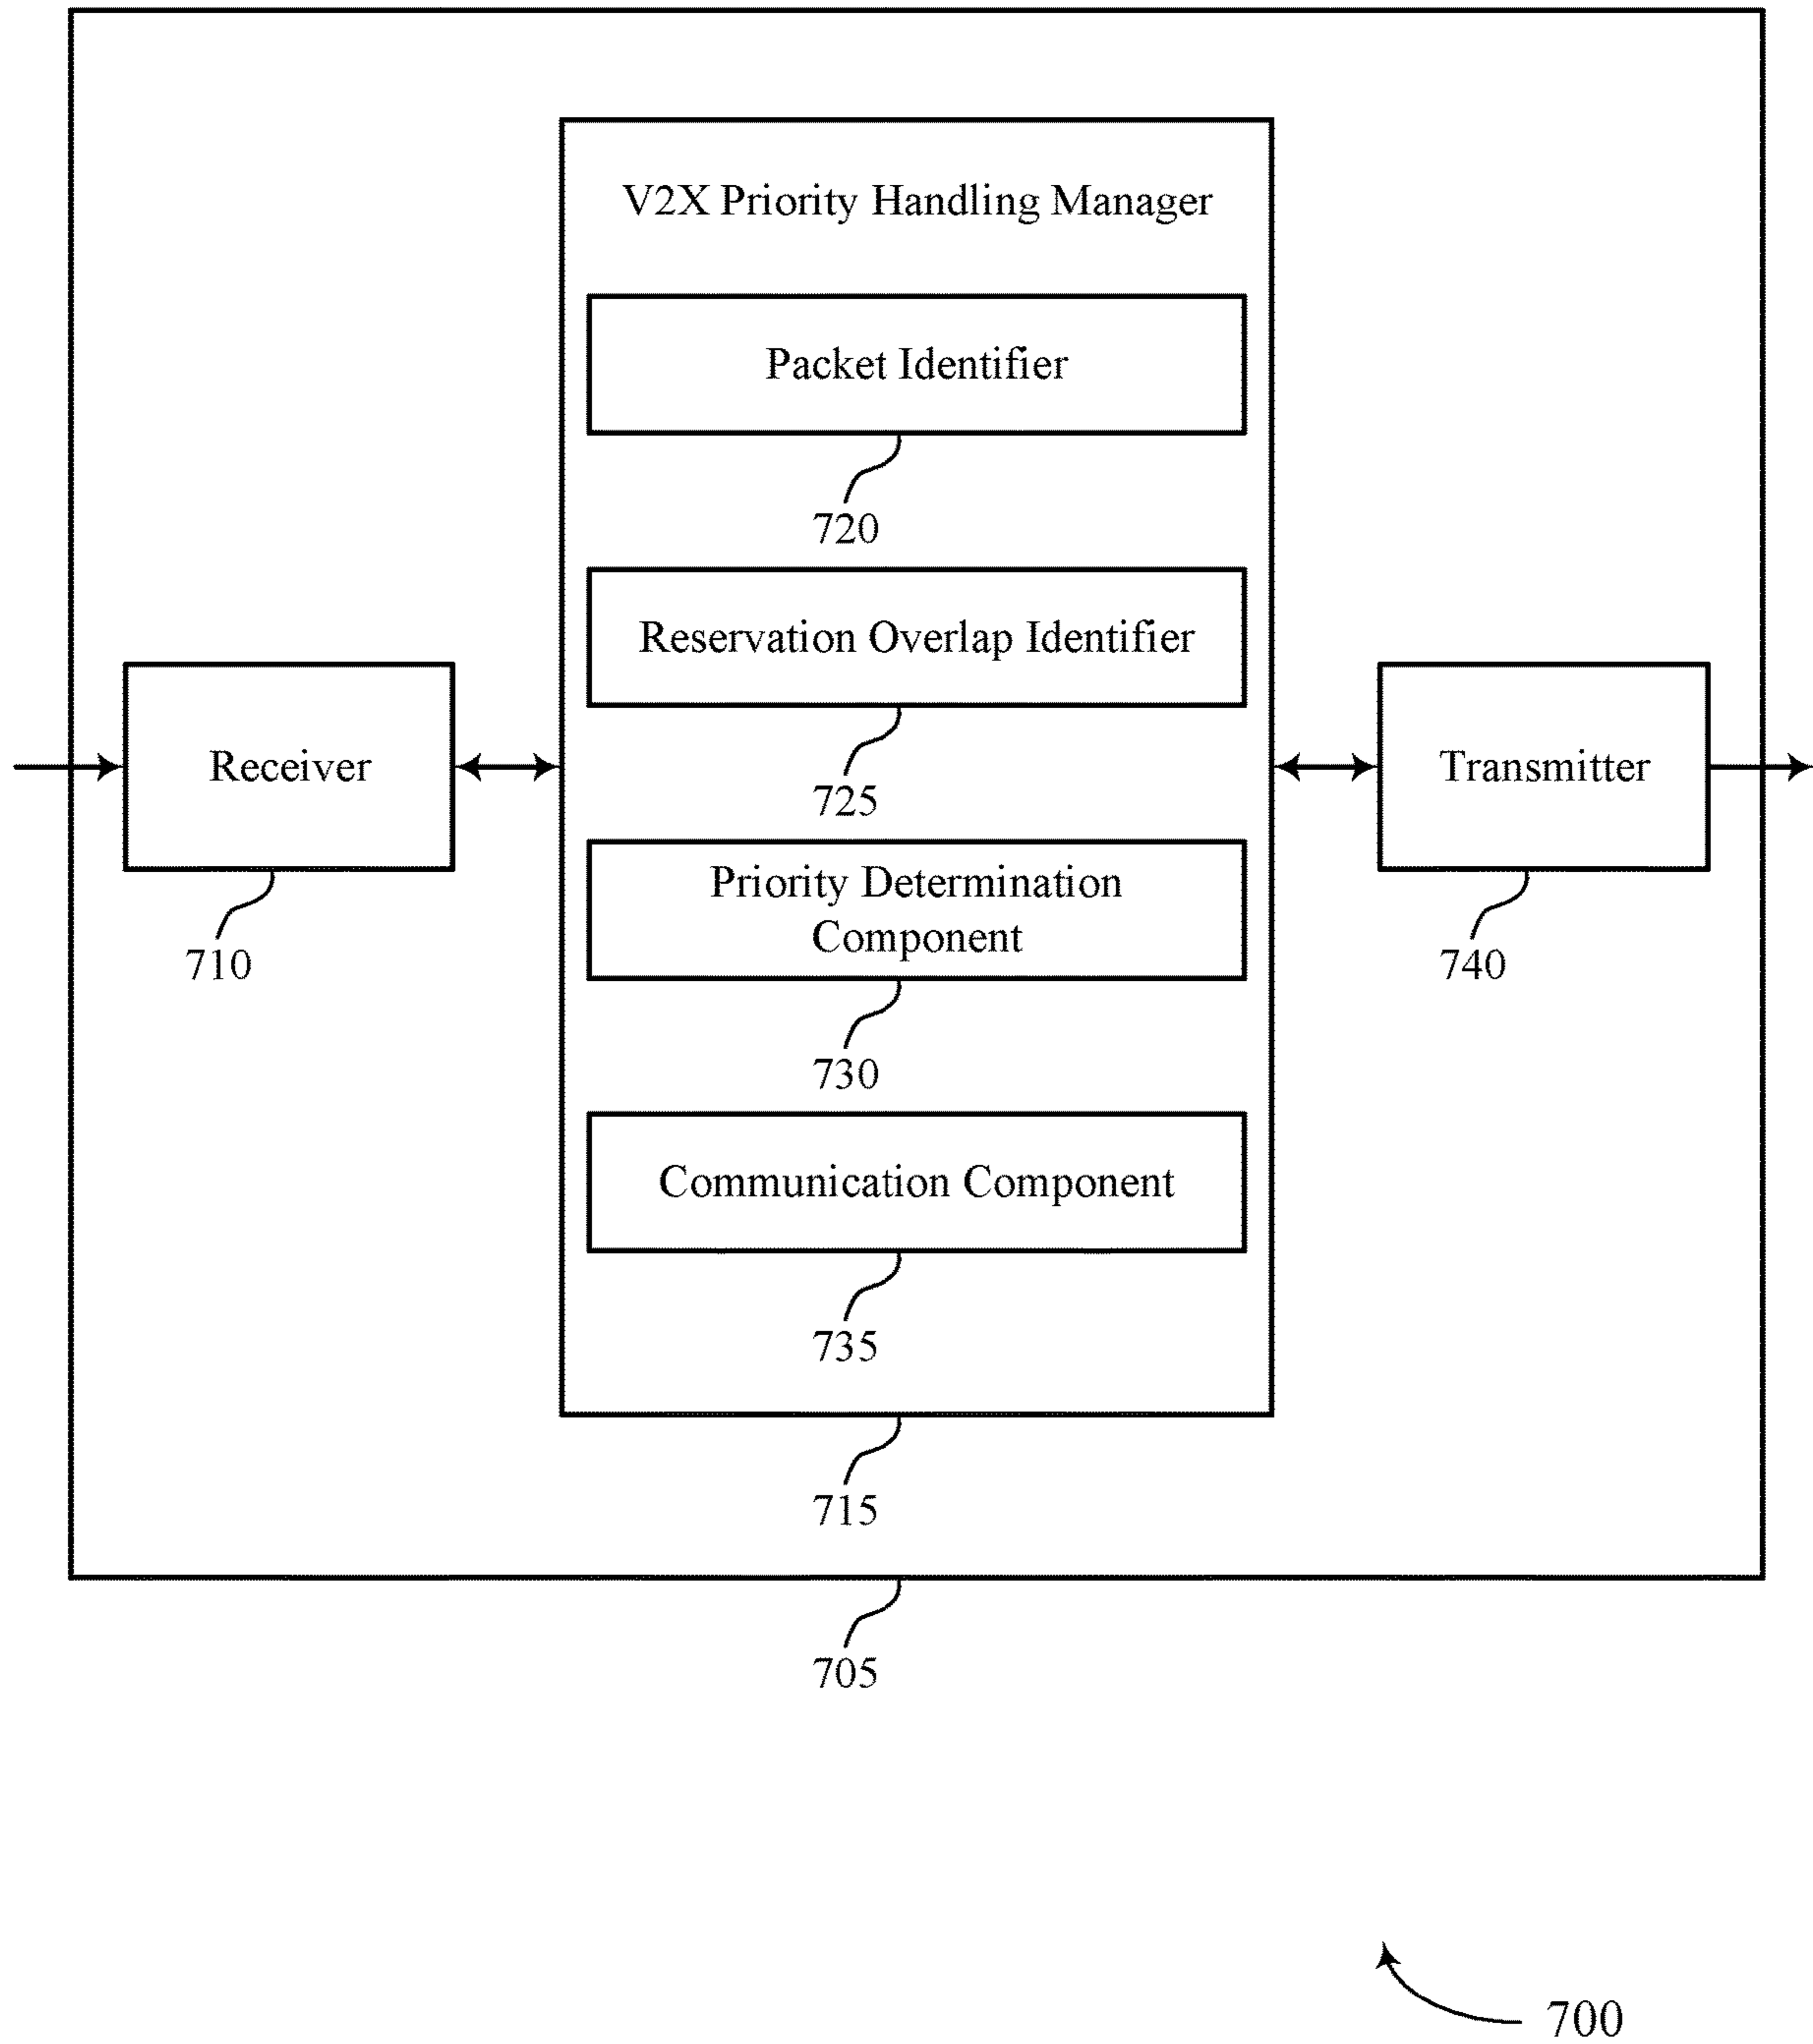 V2X Priority Handling Manager
Packet Identifier
720
Reservation Overlap Identifier
725
Receiver
710
Priority Determination
Component
730
Transmitter
740
Communication Component
735
715
705
700